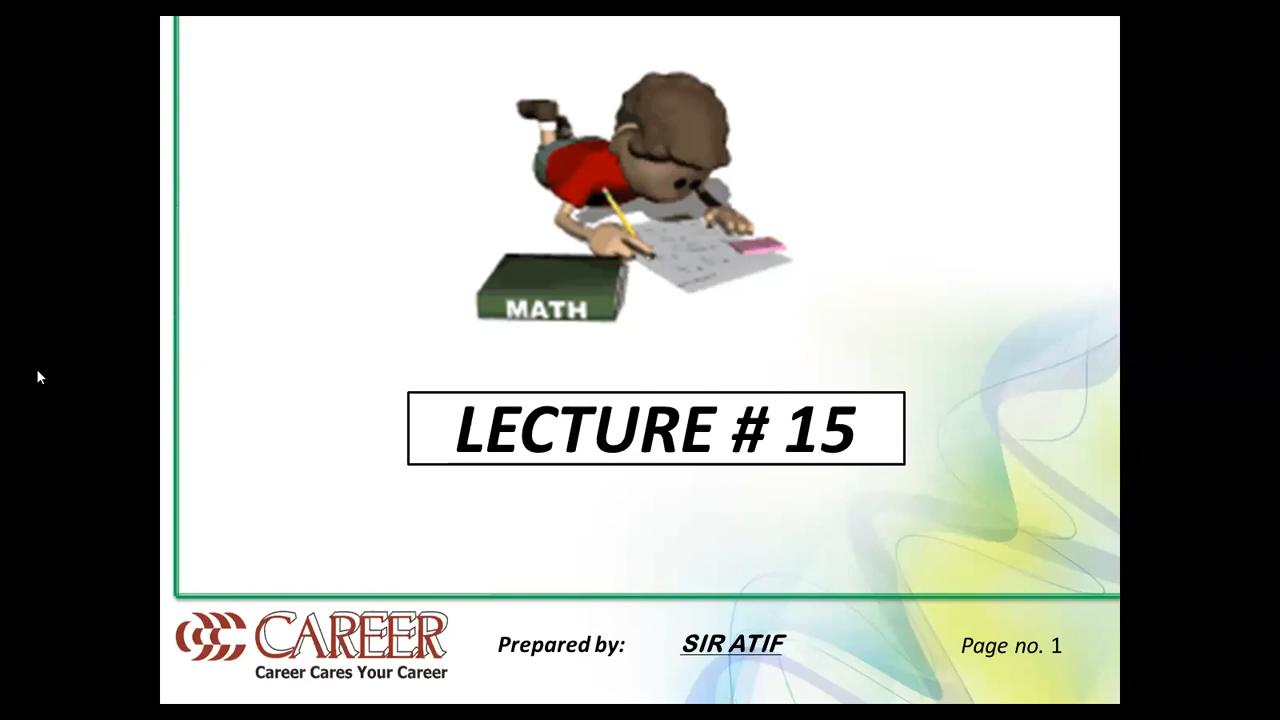 MATH
LECTURE # 15
CAREER
Career Cares Your Career
Prepared by: SIR ATIF
Page no. 1